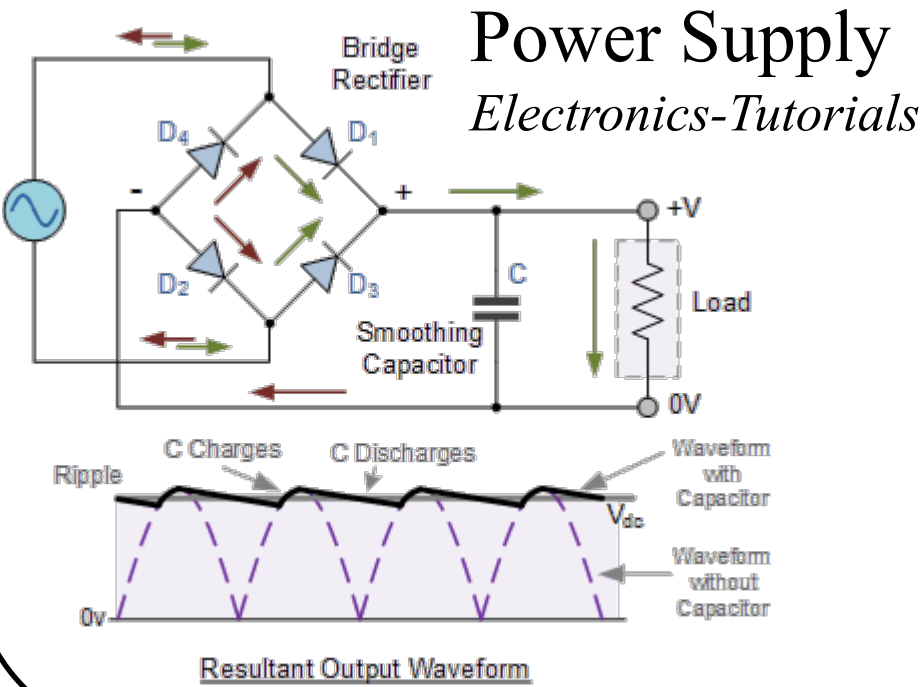 Power Supply
Electronics-Tutorials
Bridge
Rectifier
D₄
D₁
-
+
+V
D₂
D₃
C
Load
Smoothing
Capacitor
0V
C Charges
C Discharges
Waveform
with
Capacitor
Ripple
Vdc
Waveform
without
Capacitor
0v
Resultant Output Waveform